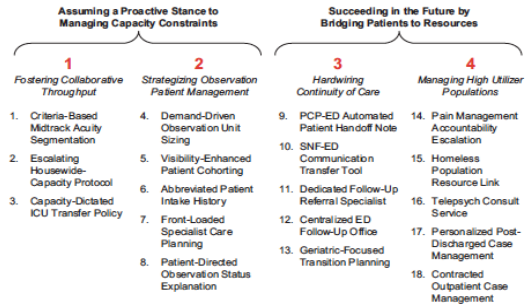 Assuming a Proactive Stance to
Managing Capacity Constraints
Succeeding in the Future by
Bridging Patients to Resources
1
Fostering Collaborative
Throughput
1. Criteria-Based
Midtrack Acuity
Segmentation
2. Escalating
Housewide-
Capacity Protocol
3. Capacity-Dictated
ICU Transfer Policy
2
Strategizing Observation
Patient Management
4. Demand-Driven
Observation Unit
Sizing
5. Visibility-Enhanced
Patient Cohorting
6. Abbreviated Patient
Intake History
7. Front-Loaded
Specialist Care
Planning
8. Patient-Directed
Observation Status
Explanation
3
Hardwiring
Continuity of Care
9. PCP-ED Automated
Patient Handoff Note
10. SNF-ED
Communication
Transfer Tool
11. Dedicated Follow-Up
Referral Specialist
12. Centralized ED
Follow-Up Office
13. Geriatric-Focused
Transition Planning
4
Managing High Utilizer
Populations
14. Pain Management
Accountability
Escalation
15. Homeless
Population
Resource Link
16. Telepsych Consult
Service
17. Personalized Post-
Discharged Case
Management
18. Contracted
Outpatient Case
Management